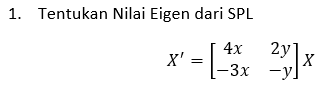 1. Tentukan Nilai Eigen dari SPL
X′ = [4x 2y
−3x −y] X